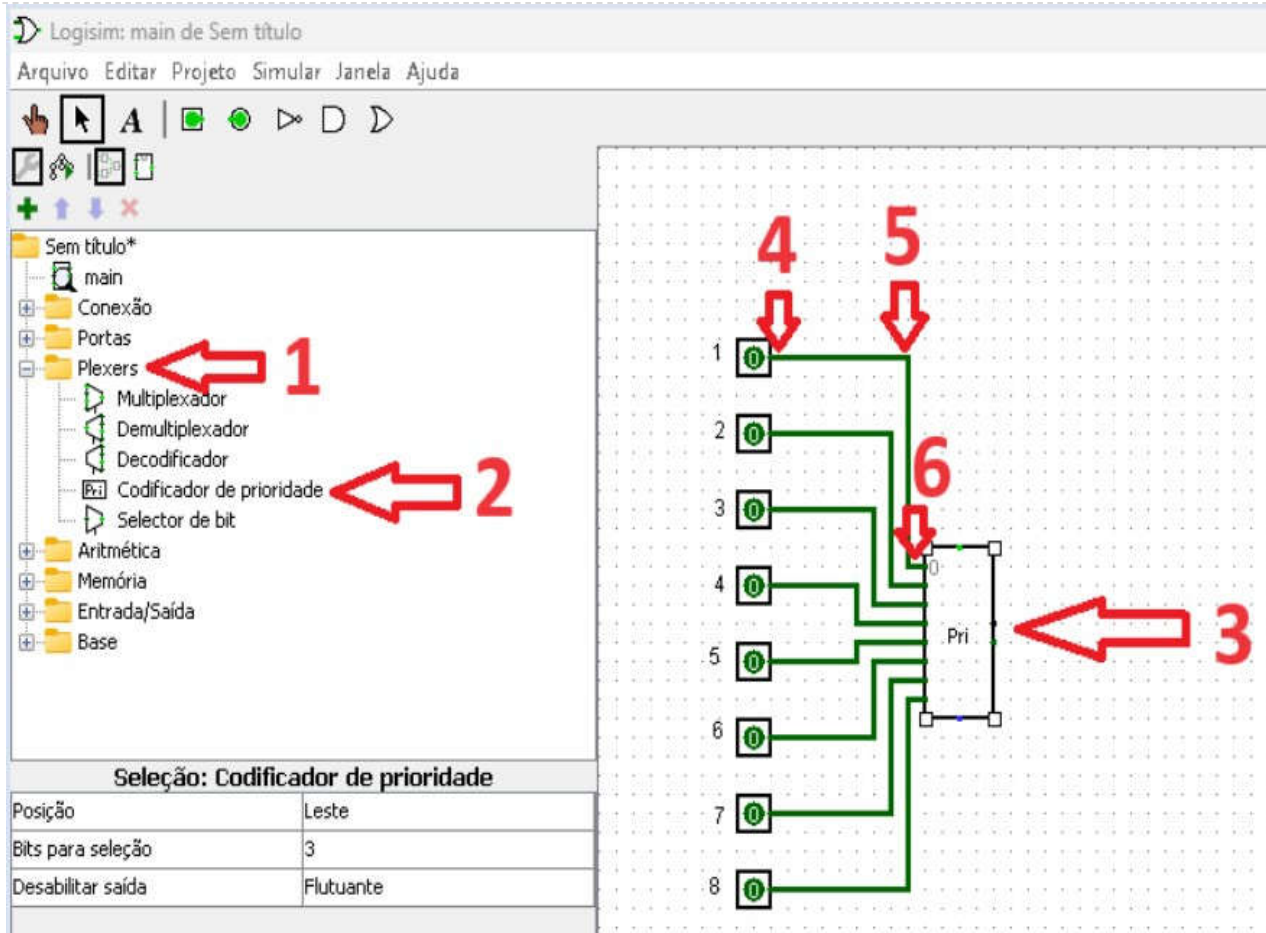 Logisim: main de Sem título
Arquivo Editar Projeto Simular Janela Ajuda
A
Sem título*
main
Conexão
Portas
Plexers
1
Multiplexador
Demultiplexador
Decodificador
Pri Codificador de prioridade
2
Selector de bit
Aritmética
Memória
Entrada/Saída
Base
Seleção: Codificador de prioridade
Posição Leste
Bits para seleção 3
Desabilitar saída Flutuante
4 5
1 0
2 0
6
3 0
0
4 0
Pri
3
5 0
6 0
7 0
8 0